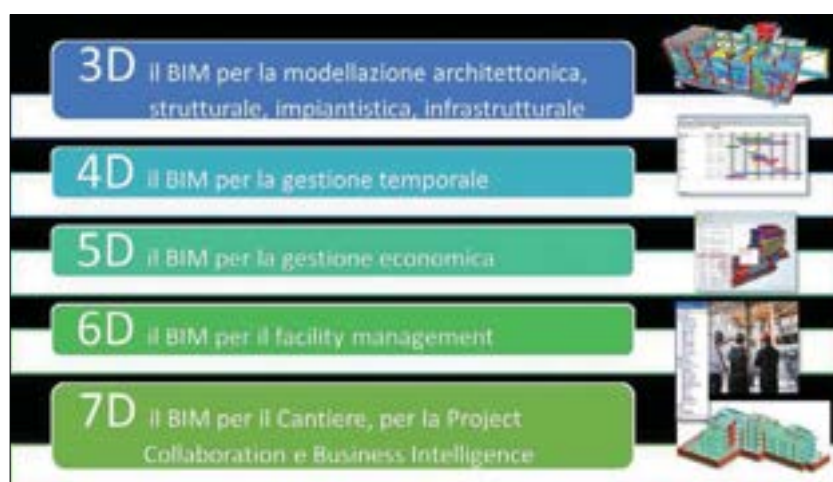 3D il BIM per la modellazione architettonica,
strutturale, impiantistica, infrastrutturale
4D il BIM per la gestione temporale
5D il BIM per la gestione economica
6D il BIM per il facility management
7D il BIM per il Cantiere, per la Project
Collaboration e Business Intelligence